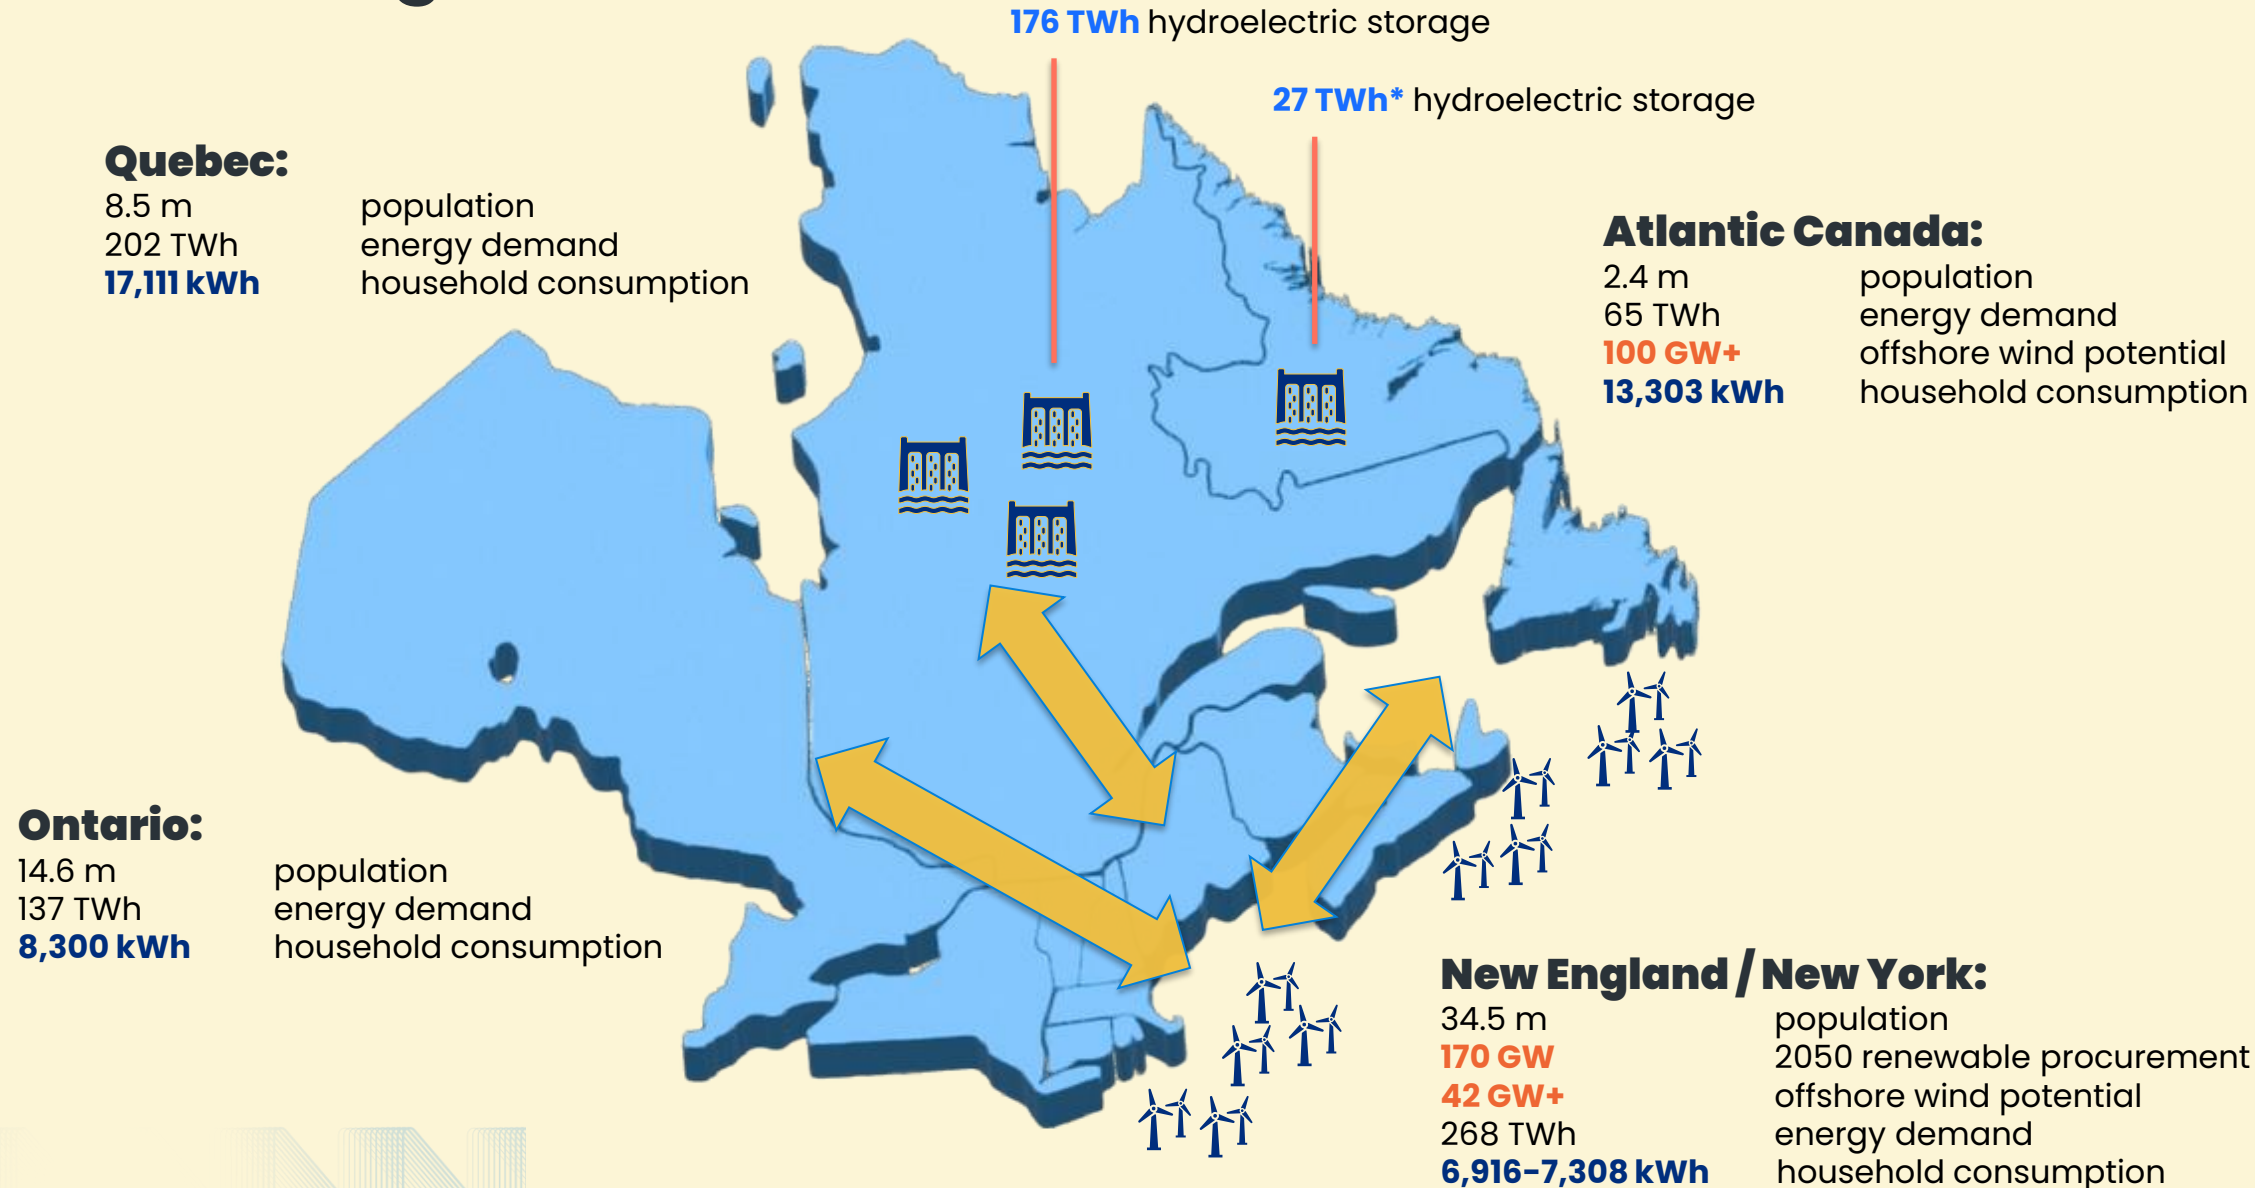 176 TWh hydroelectric storage
27 TWh* hydroelectric storage
Quebec:
8.5 m population
202 TWh energy demand
17,111 kWh household consumption
Atlantic Canada:
2.4 m population
65 TWh energy demand
100 GW+ offshore wind potential
13,303 kWh household consumption
Ontario:
14.6 m population
137 TWh energy demand
8,300 kWh household consumption
New England / New York:
34.5 m population
170 GW 2050 renewable procurement
42 GW+ offshore wind potential
268 TWh energy demand
6,916-7,308 kWh household consumption